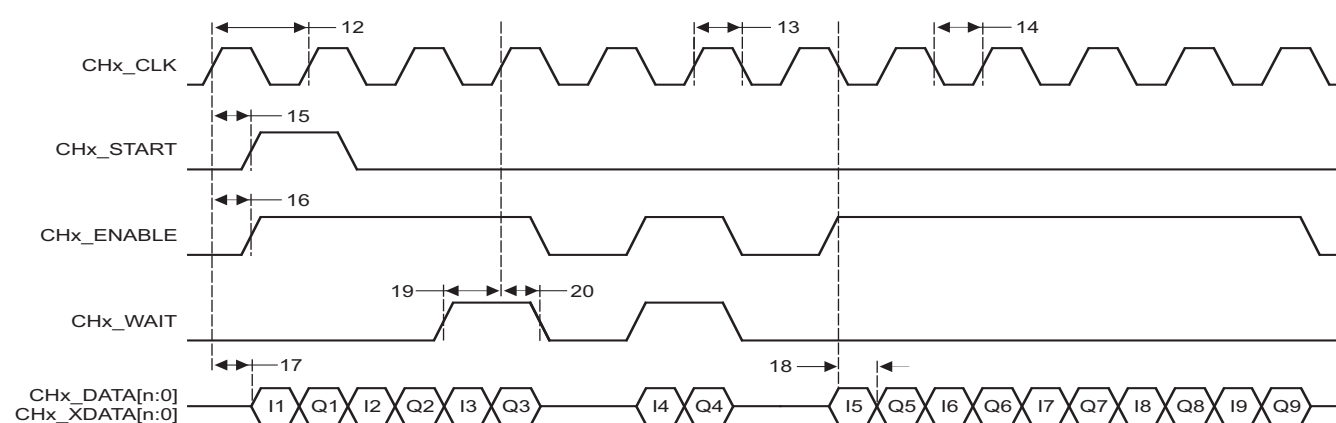 12
13
14
CHx_CLK
15
CHx_START
16
CHx_ENABLE
19
20
CHx_WAIT
17
18
CHx_DATA[n:0]
CHx_XDATA[n:0]
I1 Q1 I2 Q2 I3 Q3 I4 Q4 I5 Q5 I6 Q6 I7 Q7 I8 Q8 I9 Q9